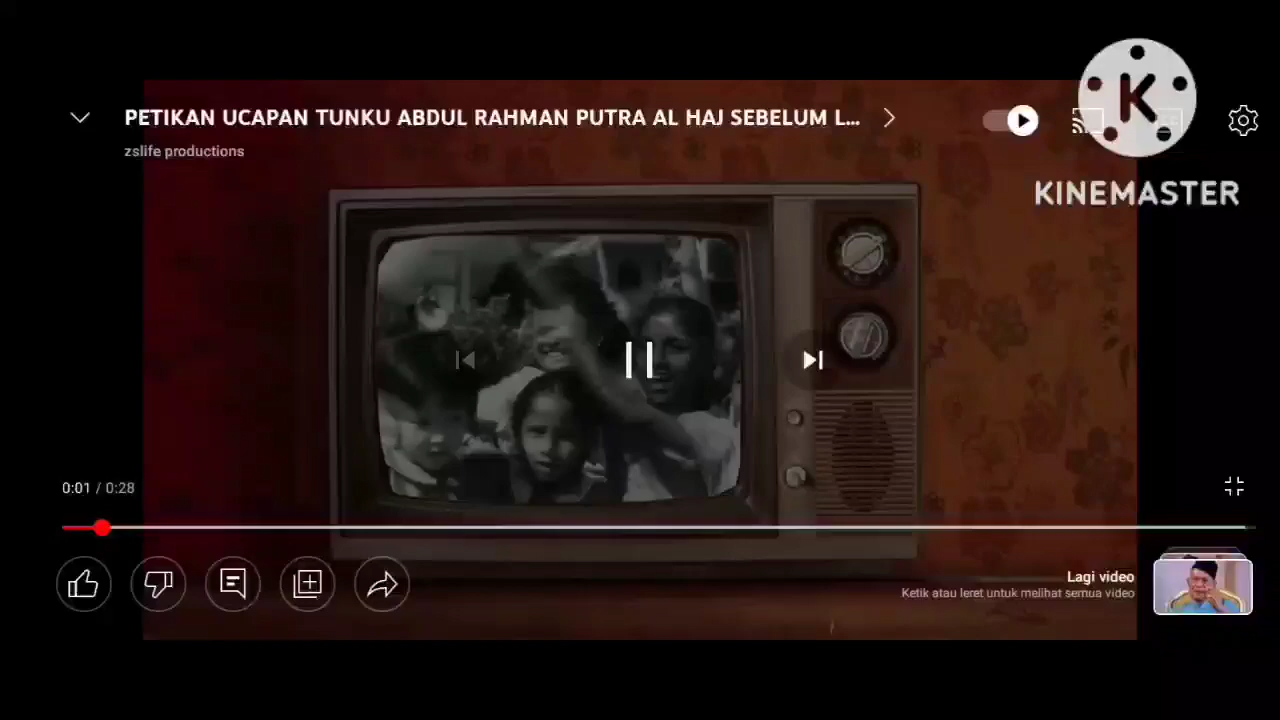 PETIKAN UCAPAN TUNKU ABDUL RAHMAN PUTRA AL HAJ SEBELUM L...
zslife productions
K
KINEMASTER
0:01 / 0:28
Lagi video
Ketik atau leret untuk melihat semua video